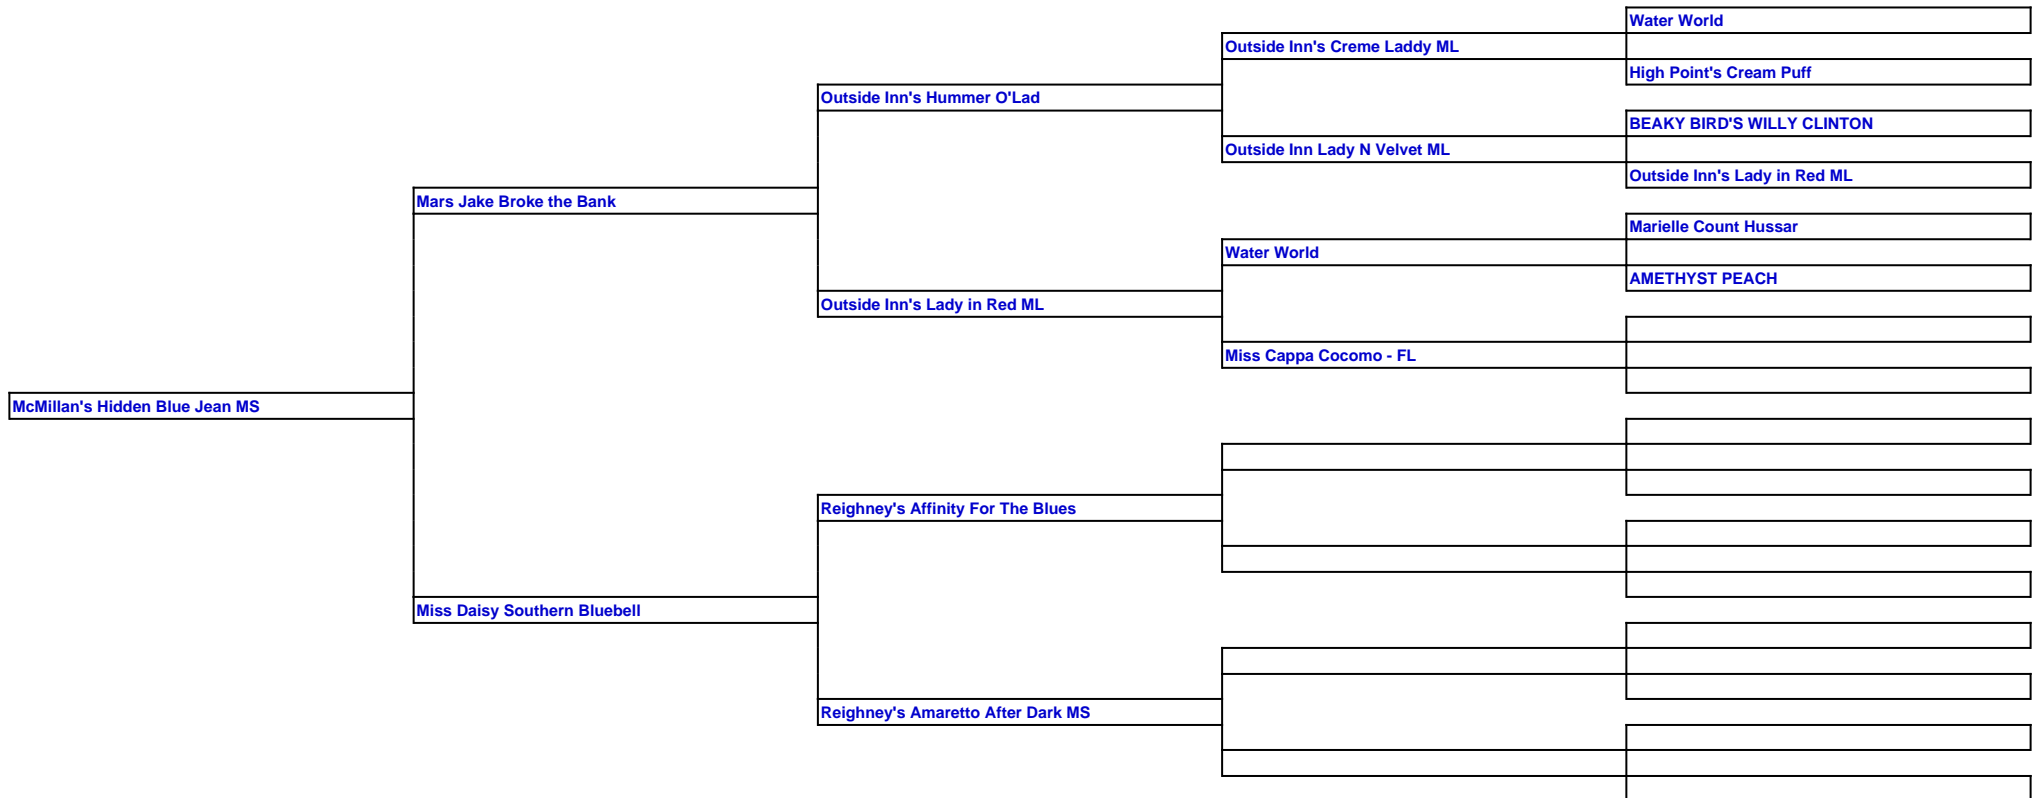 Water World
Outside Inn's Creme Laddy ML
High Point's Cream Puff
Outside Inn's Hummer O'Lad
BEAKY BIRD'S WILLY CLINTON
Outside Inn Lady N Velvet ML
Outside Inn's Lady in Red ML
Mars Jake Broke the Bank
Marielle Count Hussar
Water World
AMETHYST PEACH
Outside Inn's Lady in Red ML
Miss Cappa Cocomo - FL
McMillan's Hidden Blue Jean MS
Reighney's Affinity For The Blues
Miss Daisy Southern Bluebell
Reighney's Amaretto After Dark MS